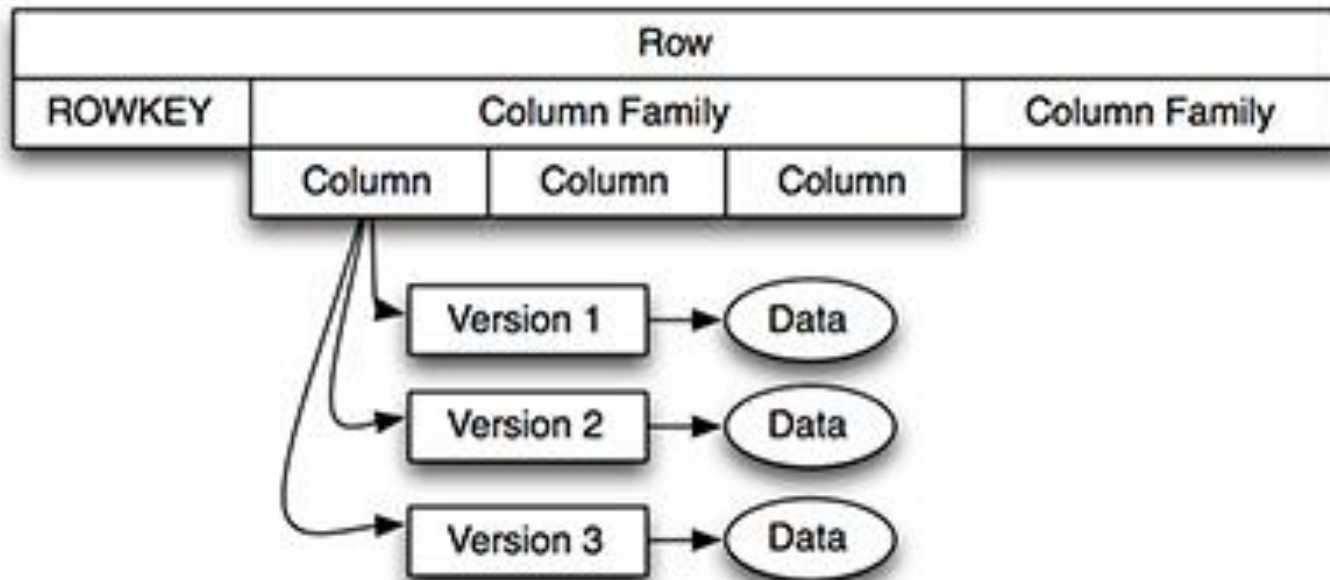 Row
ROWKEY Column Family Column Family
Column Column Column
Version 1 Data
Version 2 Data
Version 3 Data